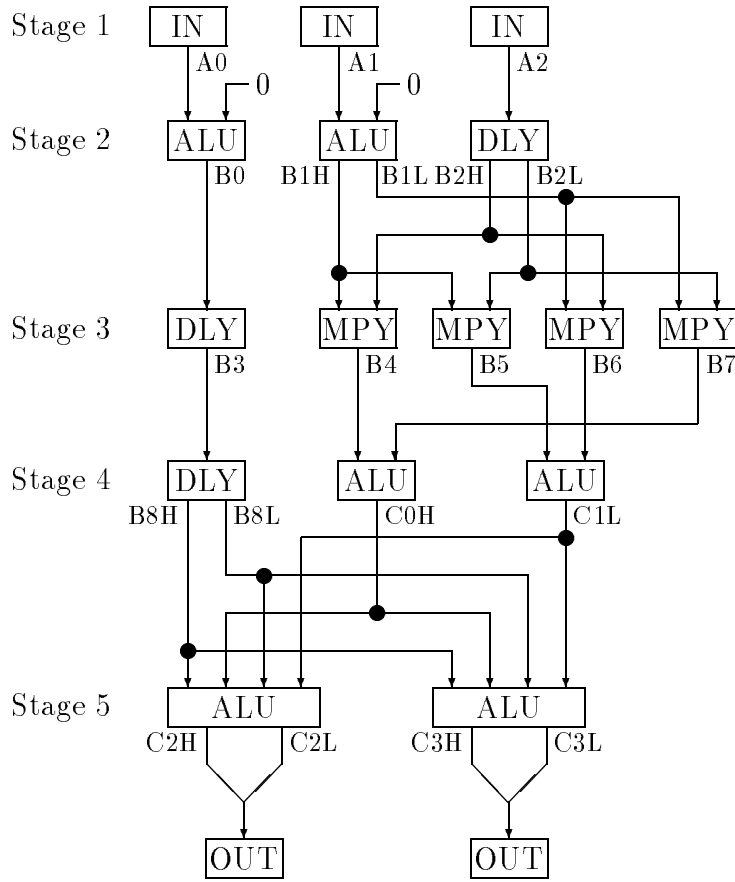 Stage 1 IN IN IN
A0 A1 A2
0 0
Stage 2 ALU ALU DLY
B0 B1H B1L B2H B2L
Stage 3 DLY MPY MPY MPY MPY
B3 B4 B5 B6 B7
Stage 4 DLY ALU ALU
B8H B8L C0H C1L
Stage 5 ALU ALU
C2H C2L C3H C3L
OUT OUT